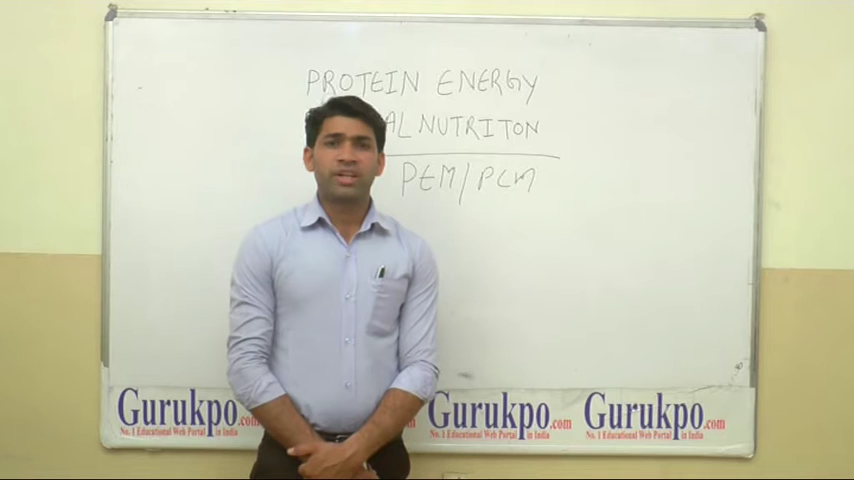 PROTEIN ENERGY
AL NUTRITON
PEM/PCM
Gurukpo.com
No. 1 Educational Web Portal in India
Gurukpo.com
No. 1 Educational Web Portal in India
Gurukpo.com
No. 1 Educational Web Portal in India